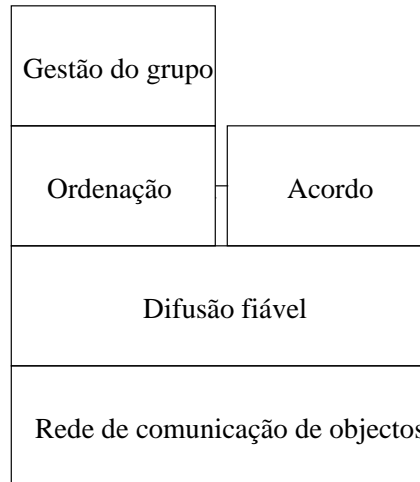 Gestão do grupo
Ordenação
Acordo
Difusão fiável
Rede de comunicação de objectos